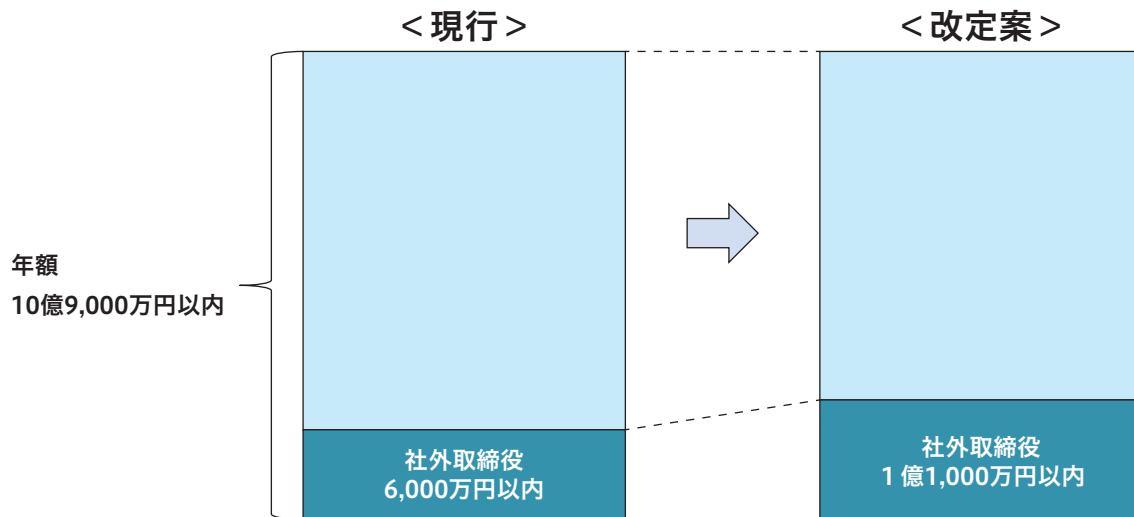 ＜現行＞
＜改定案＞
年額
10億9,000万円以内
社外取締役
6,000万円以内
社外取締役
1億1,000万円以内